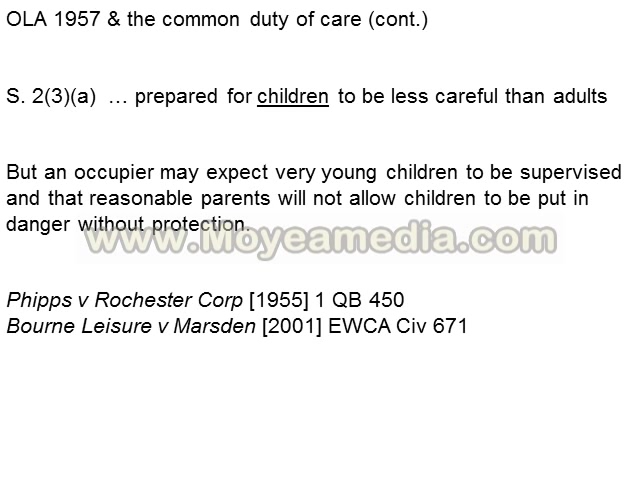 OLA 1957 & the common duty of care (cont.)
S. 2(3)(a) … prepared for children to be less careful than adults
But an occupier may expect very young children to be supervised
and that reasonable parents will not allow children to be put in
danger without protection.
www.Moyeamedia.com
Phipps v Rochester Corp [1955] 1 QB 450
Bourne Leisure v Marsden [2001] EWCA Civ 671